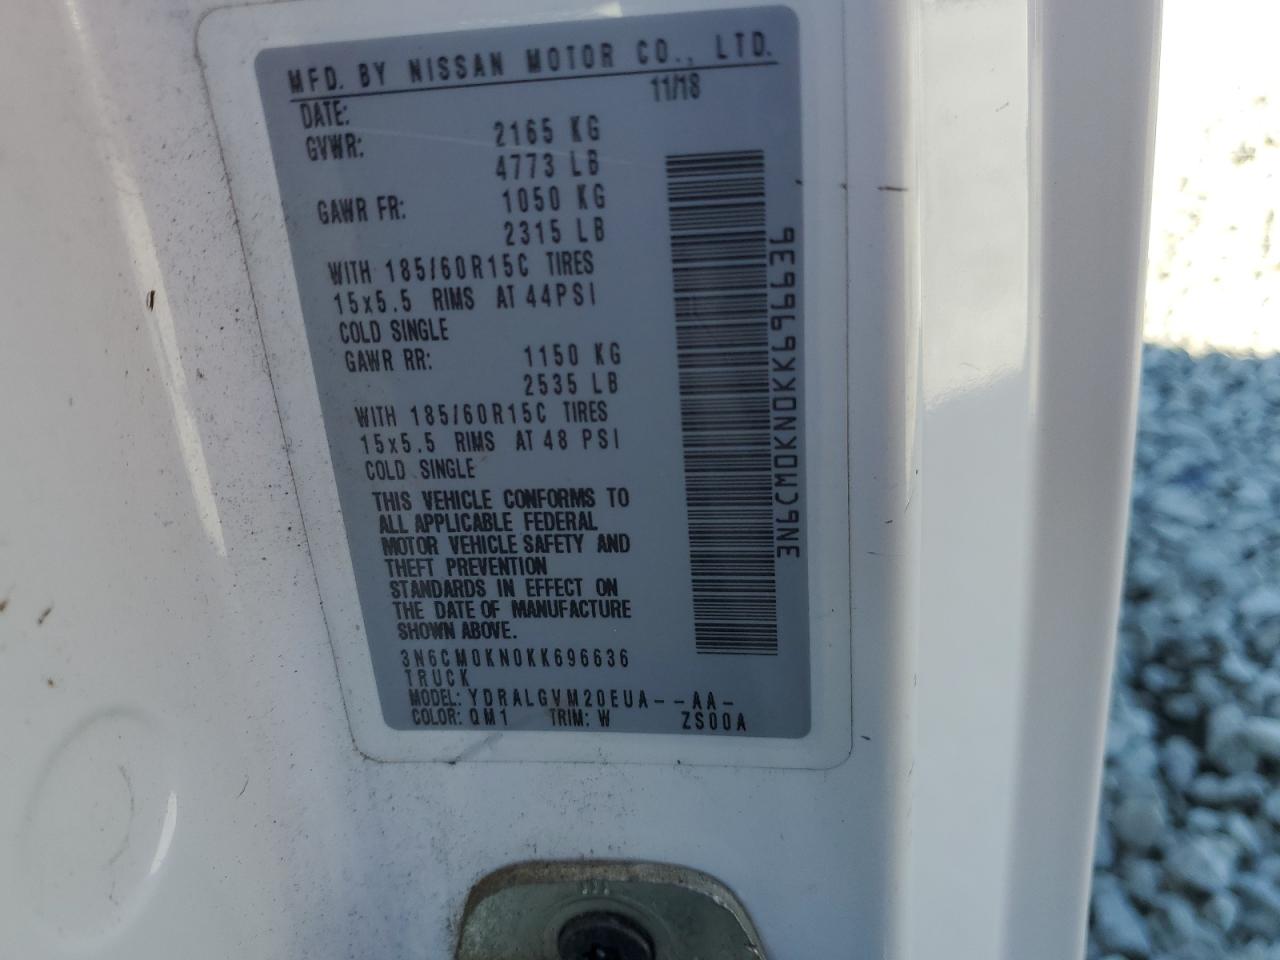 MFD. BY NISSAN MOTOR CO., LTD.
DATE: 11/18
GVWR: 2165 KG
4773 LB
GAWR FR: 1050 KG
2315 LB
WITH 185/60R15C TIRES
15x5.5 RIMS AT 44PSI
COLD SINGLE
GAWR RR: 1150 KG
2535 LB
WITH 185/60R15C TIRES
15x5.5 RIMS AT 48 PSI
COLD SINGLE
THIS VEHICLE CONFORMS TO
ALL APPLICABLE FEDERAL
MOTOR VEHICLE SAFETY AND
THEFT PREVENTION
STANDARDS IN EFFECT ON
THE DATE OF MANUFACTURE
SHOWN ABOVE.
3N6CM0KN0KK696636
TRUCK
MODEL: YDRALGVM20EUA--AA-
COLOR: QM1 TRIM: W ZS00A
3N6CM0KN0KK696636